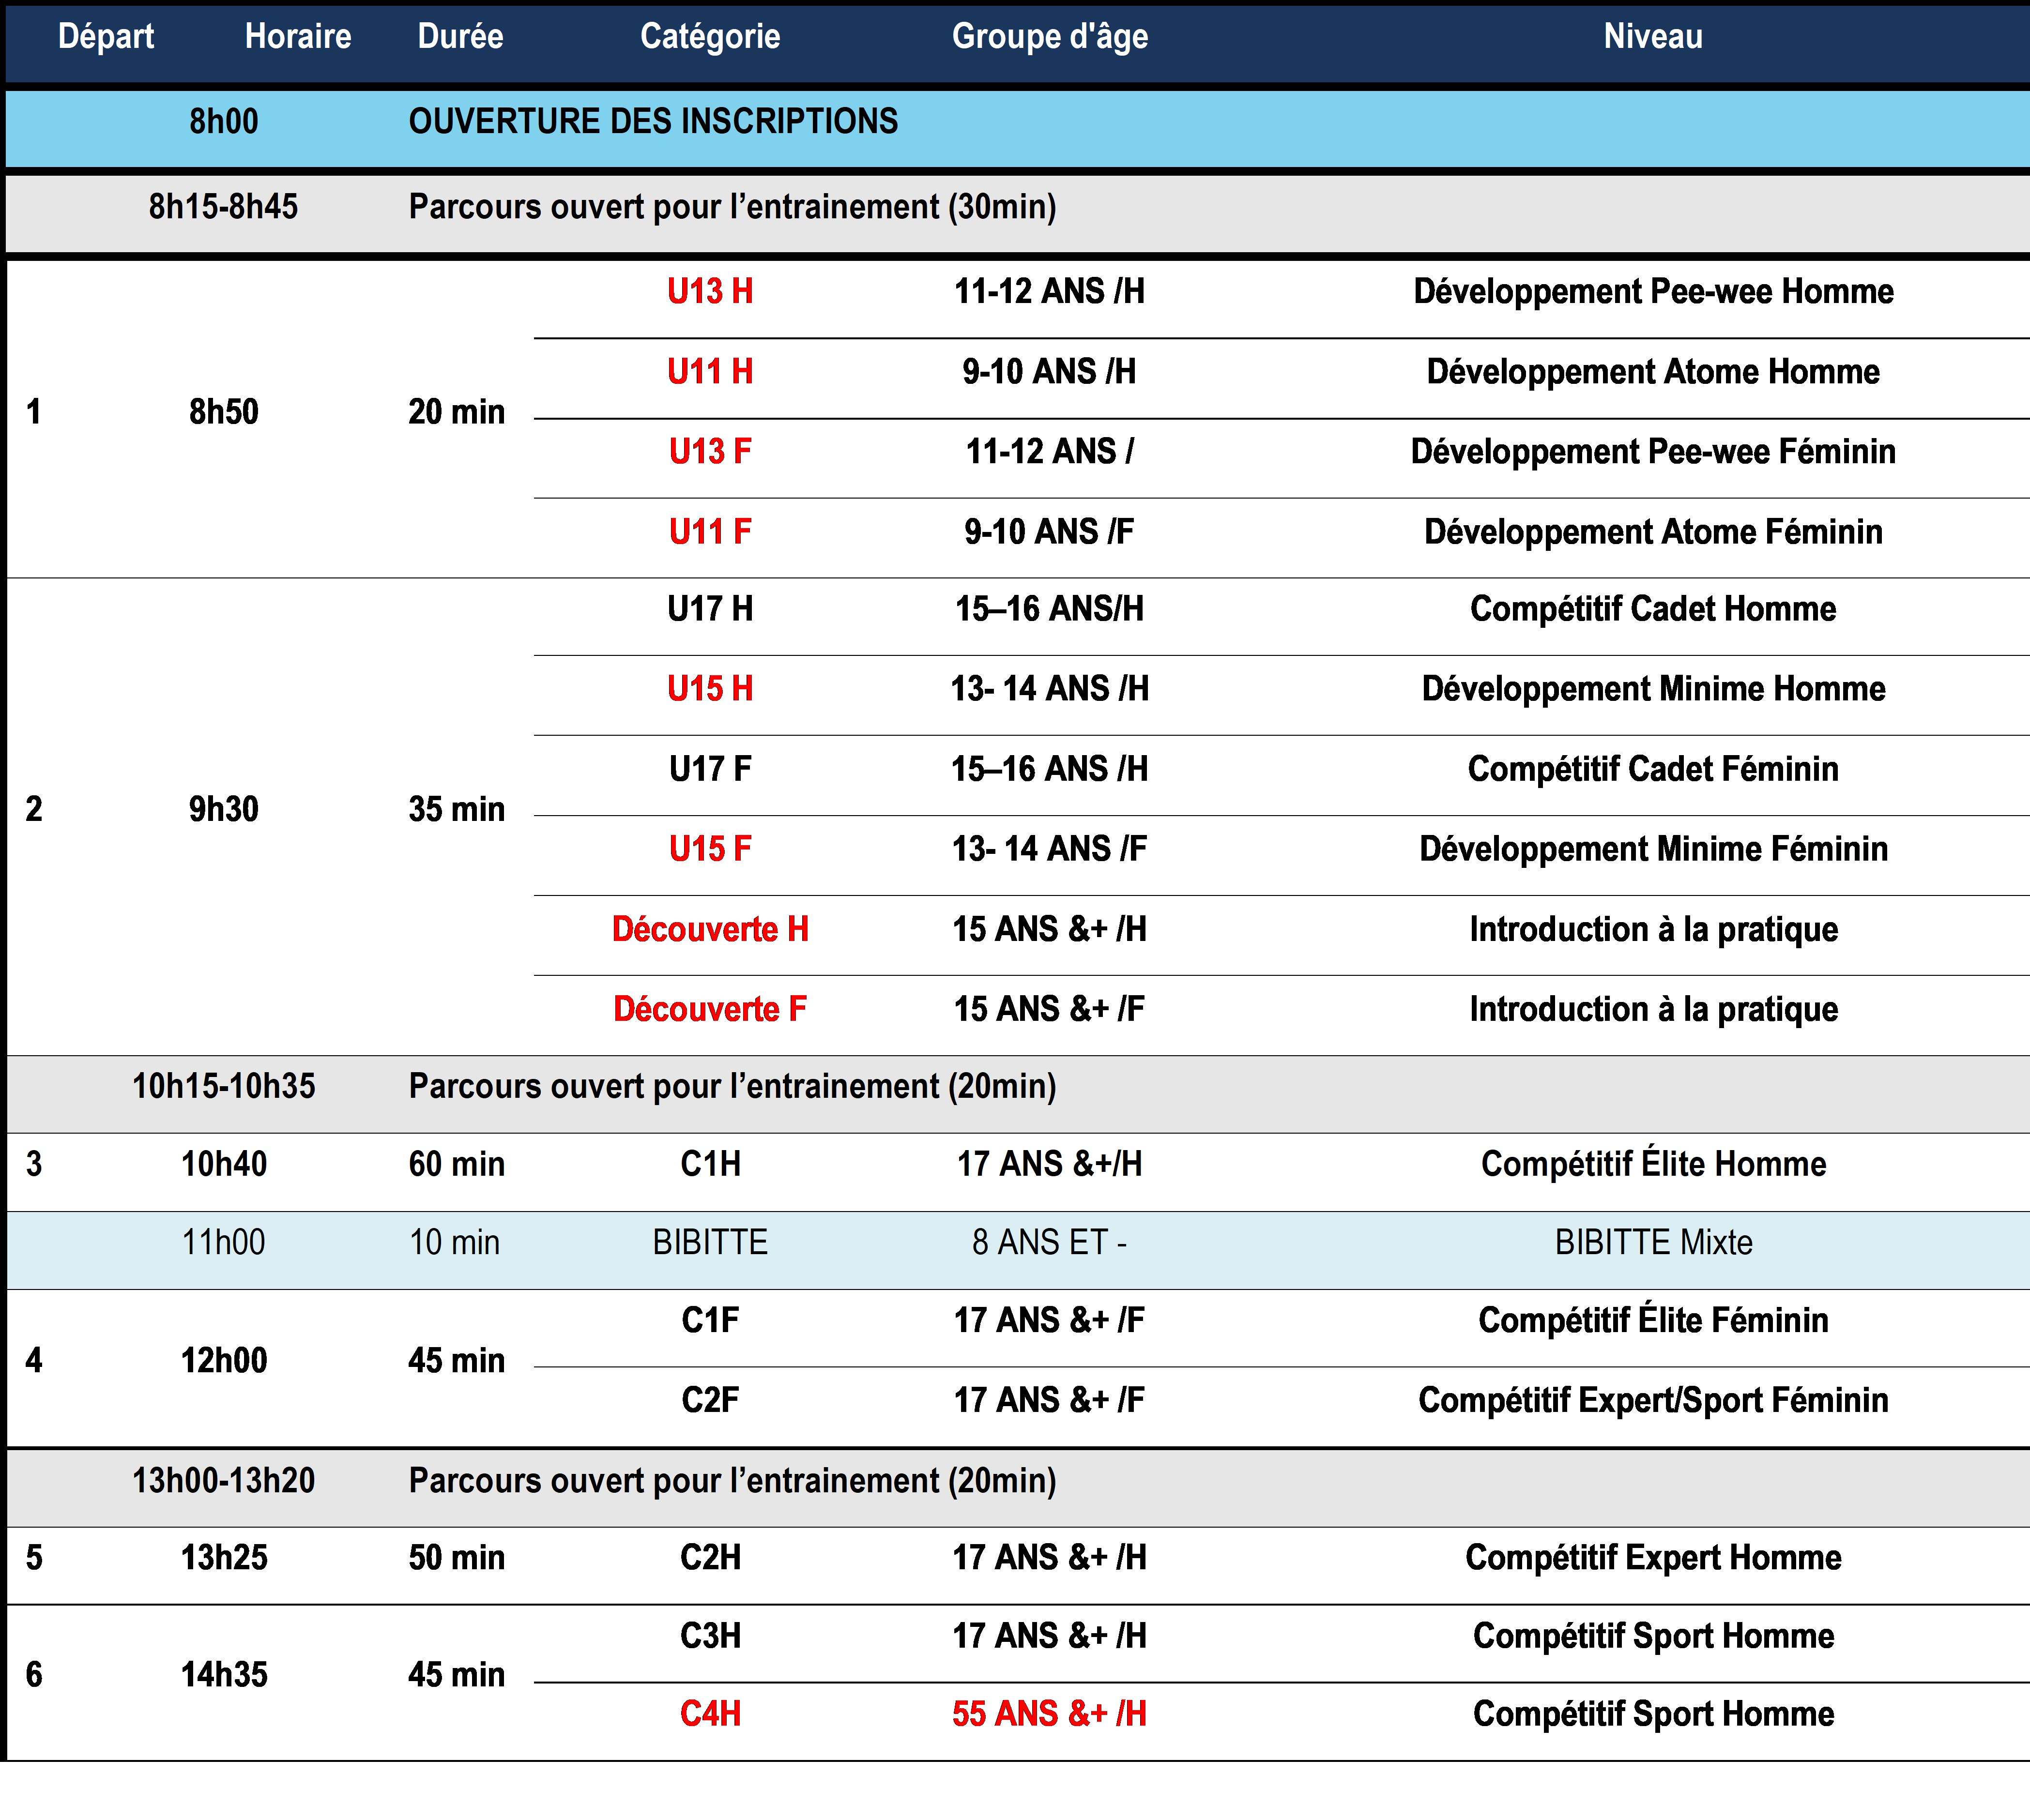 Départ Horaire Durée Catégorie Groupe d'âge Niveau
8h00 OUVERTURE DES INSCRIPTIONS
8h15-8h45 Parcours ouvert pour l’entrainement (30min)
U13 H 11-12 ANS /H Développement Pee-wee Homme
U11 H 9-10 ANS /H Développement Atome Homme
1 8h50 20 min
U13 F 11-12 ANS / Développement Pee-wee Féminin
U11 F 9-10 ANS /F Développement Atome Féminin
U17 H 15–16 ANS/H Compétitif Cadet Homme
U15 H 13- 14 ANS /H Développement Minime Homme
U17 F 15–16 ANS /H Compétitif Cadet Féminin
2 9h30 35 min
U15 F 13- 14 ANS /F Développement Minime Féminin
Découverte H 15 ANS &+ /H Introduction à la pratique
Découverte F 15 ANS &+ /F Introduction à la pratique
10h15-10h35 Parcours ouvert pour l’entrainement (20min)
3 10h40 60 min C1H 17 ANS &+/H Compétitif Élite Homme
11h00 10 min BIBITTE 8 ANS ET - BIBITTE Mixte
C1F 17 ANS &+ /F Compétitif Élite Féminin
4 12h00 45 min
C2F 17 ANS &+ /F Compétitif Expert/Sport Féminin
13h00-13h20 Parcours ouvert pour l’entrainement (20min)
5 13h25 50 min C2H 17 ANS &+ /H Compétitif Expert Homme
C3H 17 ANS &+ /H Compétitif Sport Homme
6 14h35 45 min
C4H 55 ANS &+ /H Compétitif Sport Homme